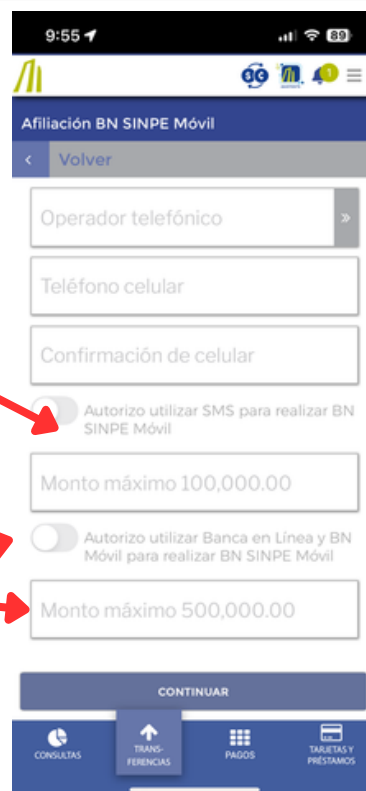 9:55
89
1
Afiliación BN SINPE Móvil
Volver
Operador telefónico
Teléfono celular
Confirmación de celular
Autorizo utilizar SMS para realizar BN
SINPE Móvil
Monto máximo 100,000.00
Autorizo utilizar Banca en Línea y BN
Móvil para realizar BN SINPE Móvil
Monto máximo 500,000.00
CONTINUAR
CONSULTAS
TRANS-
FERENCIAS
PAGOS
TARJETAS Y
PRÉSTAMOS